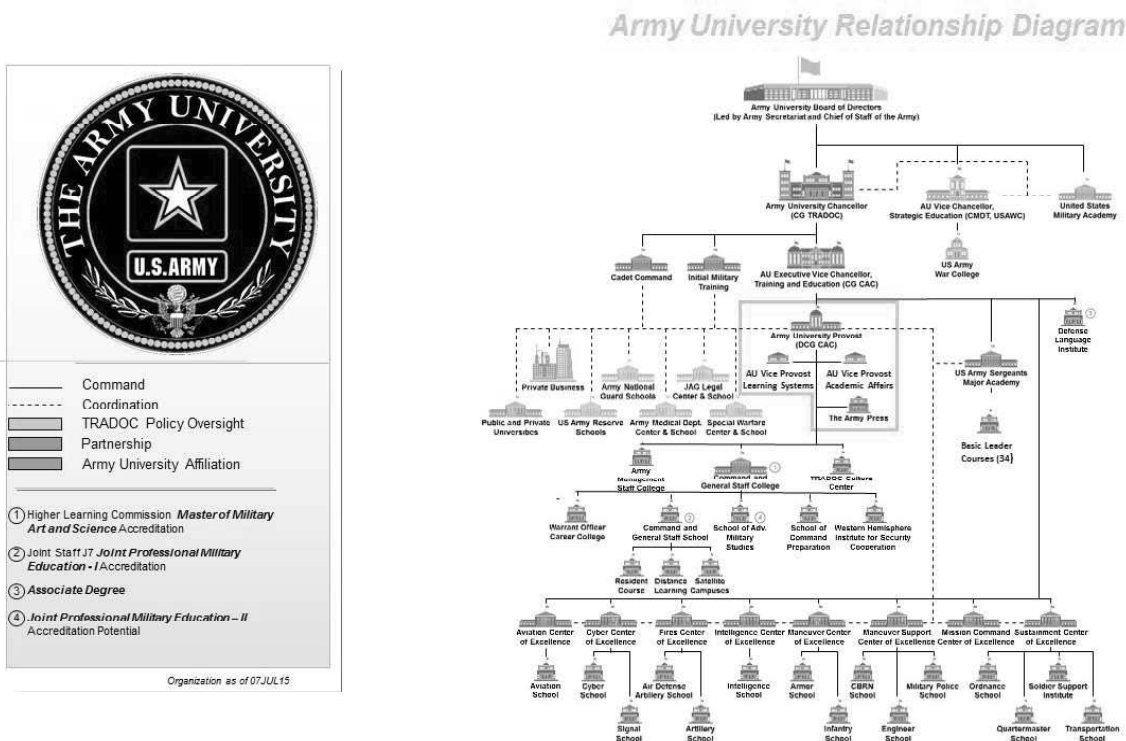 Army University Relationship Diagram
THE ARMY UNIVERSITY
U.S.ARMY
Command
Coordination
TRADOC Policy Oversight
Partnership
Army University Affiliation
1 Higher Learning Commission Master of Military
Art and Science Accreditation
2 Joint Staff J7 Joint Professional Military
Education - I Accreditation
3 Associate Degree
4 Joint Professional Military Education – II
Accreditation Potential
Organization as of 07JUL15
Army University Board of Directors
(Led by Army Secretariat and Chief of Staff of the Army)
Army University Chancellor
(CG TRADOC)
AU Vice Chancellor,
Strategic Education (CMDT, USAWC)
United States
Military Academy
US Army
War College
Cadet Command
Initial Military
Training
AU Executive Vice Chancellor,
Training and Education (CG CAC)
Army University Provost
(DCG CAC)
AU Vice Provost
Learning Systems
AU Vice Provost
Academic Affairs
The Army Press
3
Defense
Language
Institute
US Army Sergeants
Major Academy
Basic Leader
Courses (34)
Private Business
Army National
Guard Schools
JAG Legal
Center & School
Public and Private
Universities
US Army Reserve
Schools
Army Medical Dept.
Center & School
Special Warfare
Center & School
Army
Management
Staff College
1
Command and
General Staff College
TRADOC Culture
Center
Warrant Officer
Career College
2
Command and
General Staff School
4
School of Adv.
Military
Studies
School of
Command
Preparation
Western Hemisphere
Institute for Security
Cooperation
Resident
Course
Distance
Learning
Satellite
Campuses
Aviation Center
of Excellence
Cyber Center
of Excellence
Fires Center
of Excellence
Intelligence Center
of Excellence
Maneuver Center
of Excellence
Maneuver Support
Center of Excellence
Mission Command
Center of Excellence
Sustainment Center
of Excellence
Aviation
School
Cyber
School
Air Defense
Artillery School
Intelligence
School
Armor
School
CBRN
School
Military Police
School
Ordnance
School
Soldier Support
Institute
Signal
School
Artillery
School
Infantry
School
Engineer
School
Quartermaster
School
Transportation
School